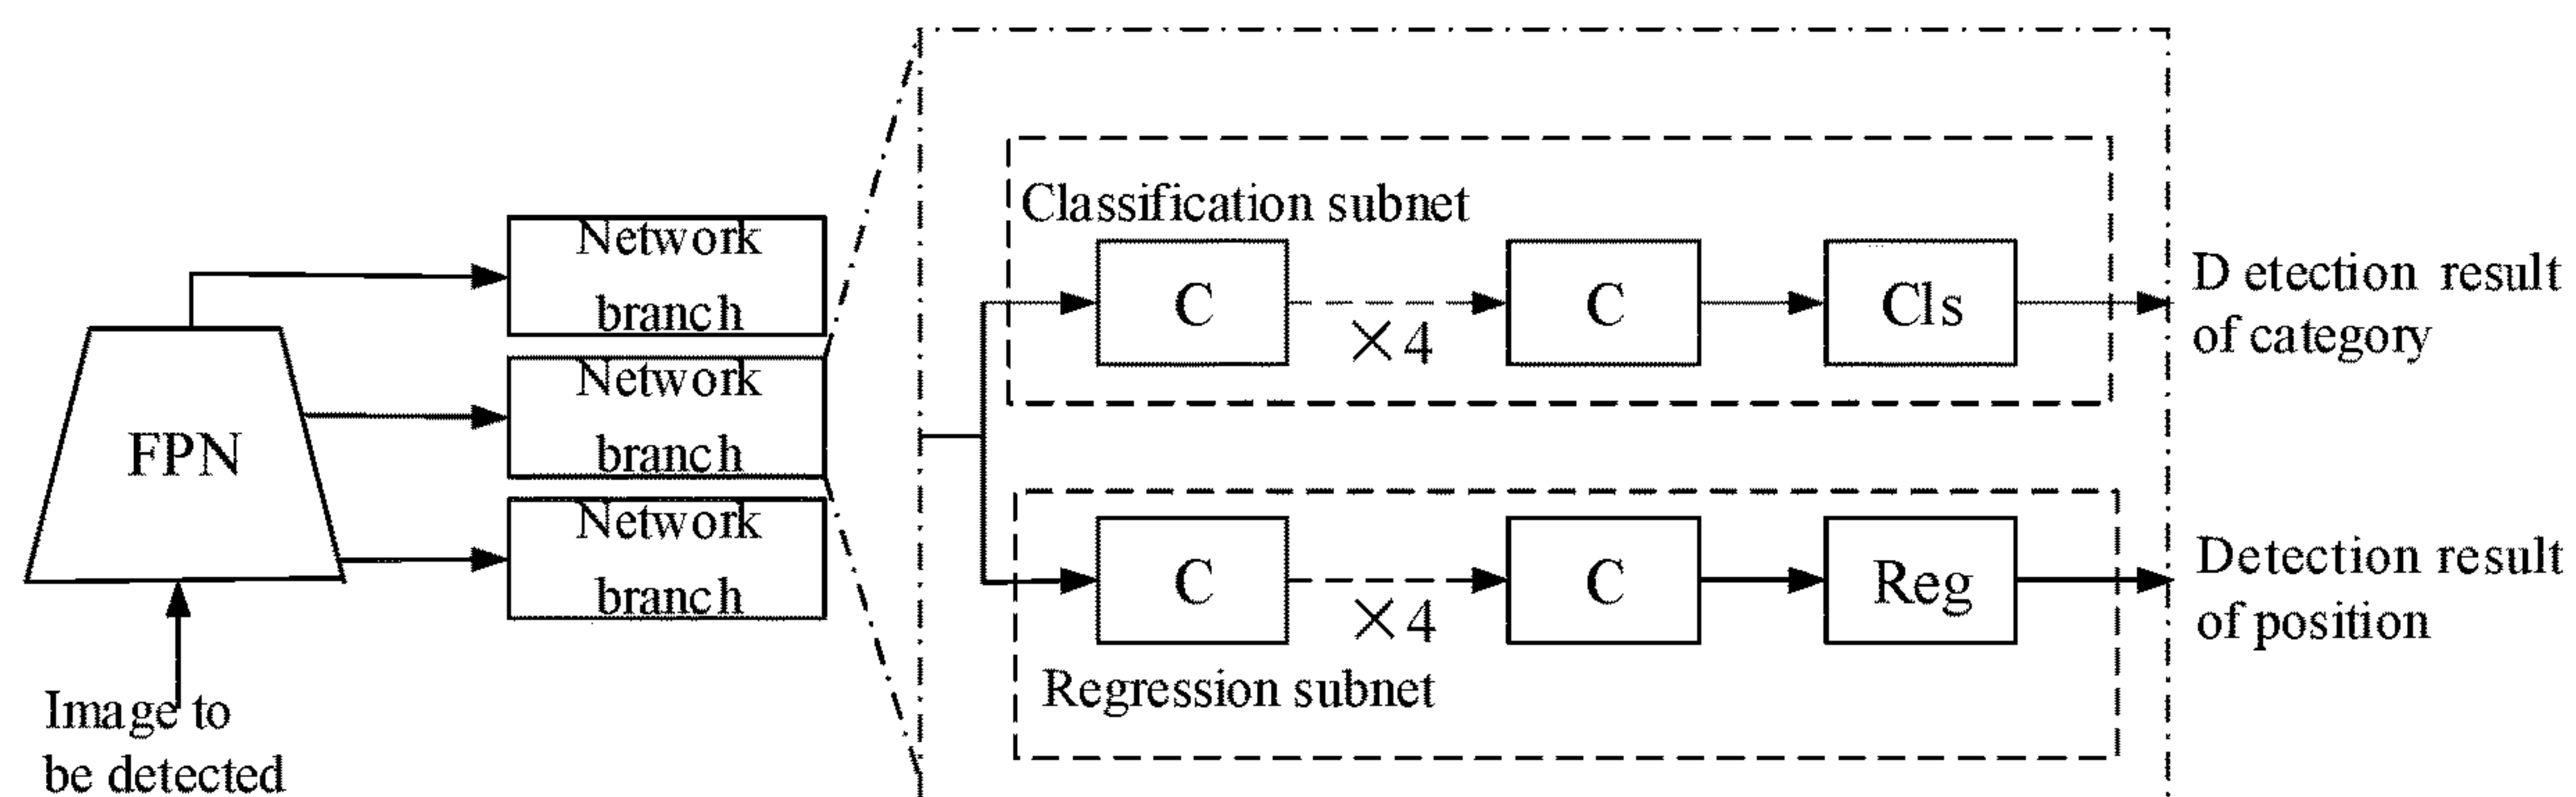 Image to
be detected
FPN
Network
branch
Network
branch
Network
branch
Classification subnet
C
×4
C
Cls
D etection result
of category
C
×4
C
Reg
Regression subnet
Detection result
of position